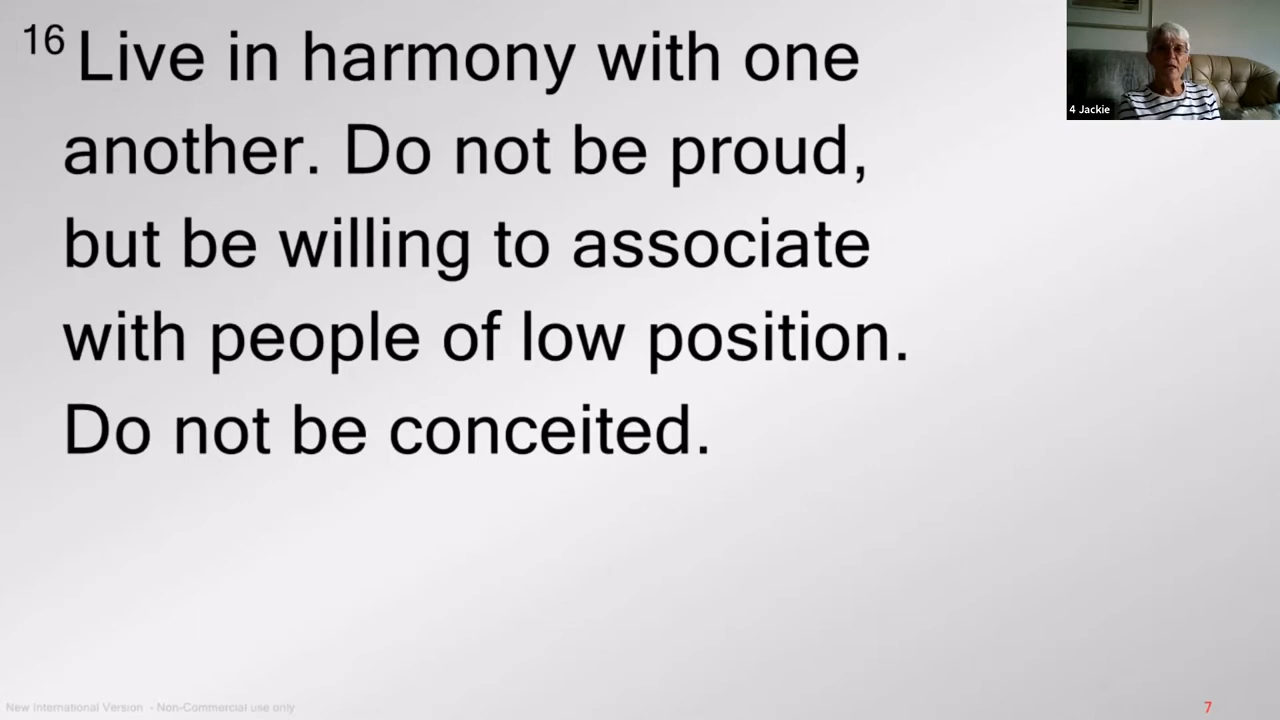 16 Live in harmony with one
another. Do not be proud,
but be willing to associate
with people of low position.
Do not be conceited.
4 Jackie
New International Version - Non-Commercial use only
7